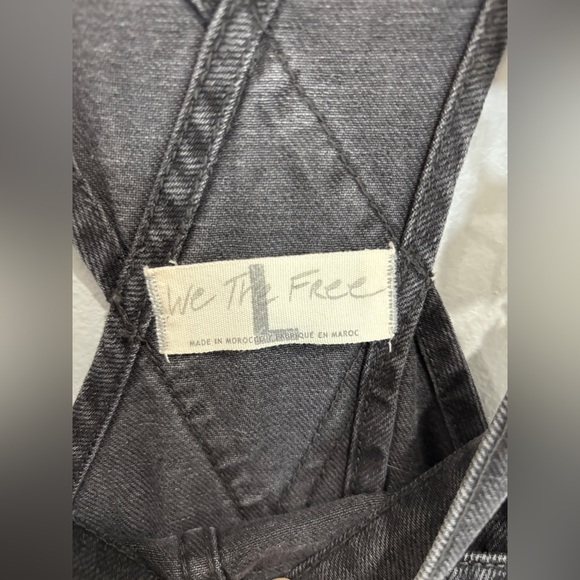 We The Free
L
MADE IN MOROCCO / FABRIQUÉ EN MAROC